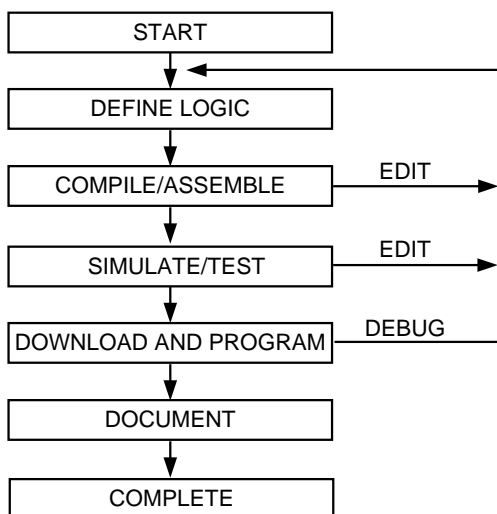 START
DEFINE LOGIC
COMPILE/ASSEMBLE
EDIT
SIMULATE/TEST
EDIT
DOWNLOAD AND PROGRAM
DEBUG
DOCUMENT
COMPLETE